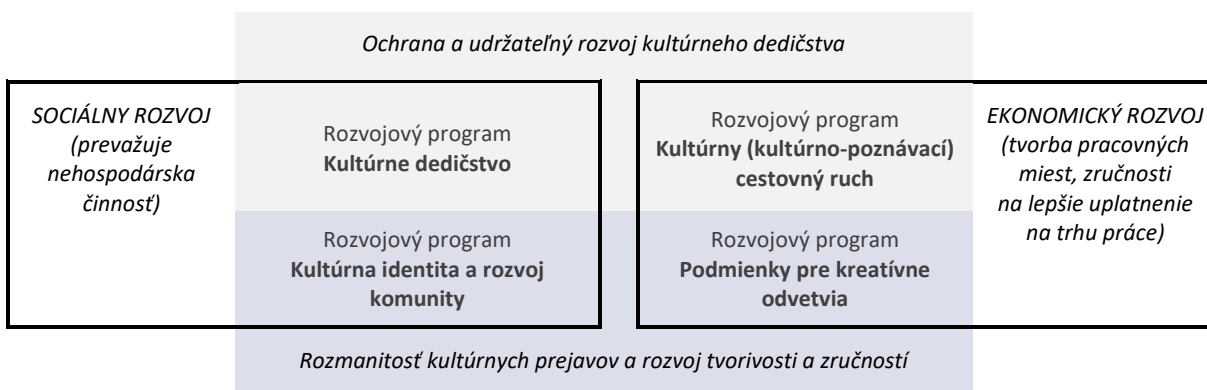 Ochrana a udržateľný rozvoj kultúrneho dedičstva
SOCIÁLNY ROZVOJ
(prevažuje
nehospodárska
činnosť)
Rozvojový program
Kultúrne dedičstvo
Rozvojový program
Kultúrny (kultúrno-poznávací)
cestovný ruch
EKONOMICKÝ ROZVOJ
(tvorba pracovných
miest, zručnosti
na lepšie uplatnenie
na trhu práce)
Rozvojový program
Kultúrna identita a rozvoj
komunity
Rozvojový program
Podmienky pre kreatívne
odvetvia
Rozmanitosť kultúrnych prejavov a rozvoj tvorivosti a zručností